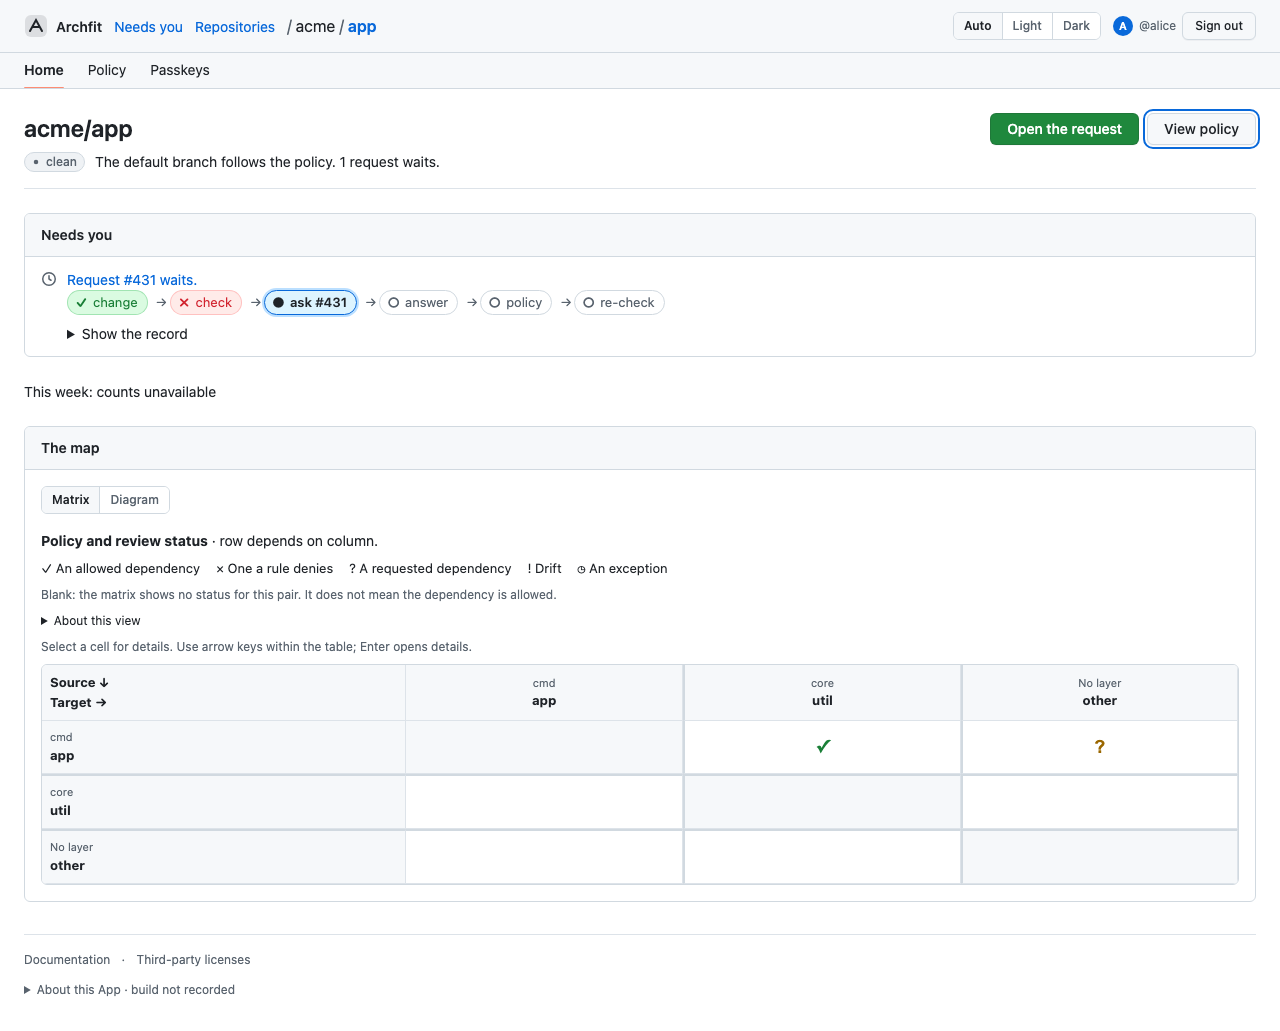 Archfit Needs you Repositories / acme / app
Auto Light Dark A @alice Sign out
Home Policy Passkeys
acme/app
Open the request View policy
• clean The default branch follows the policy. 1 request waits.
Needs you
Request #431 waits.
✓ change → ✕ check → ● ask #431 → ○ answer → ○ policy → ○ re-check
▶ Show the record
This week: counts unavailable
The map
Matrix Diagram
Policy and review status · row depends on column.
✓ An allowed dependency × One a rule denies ? A requested dependency ! Drift ◷ An exception
Blank: the matrix shows no status for this pair. It does not mean the dependency is allowed.
▶ About this view
Select a cell for details. Use arrow keys within the table; Enter opens details.
Source ↓
Target →
cmd
app
core
util
No layer
other
cmd
app
✓ ?
core
util
No layer
other
Documentation · Third-party licenses
▶ About this App · build not recorded